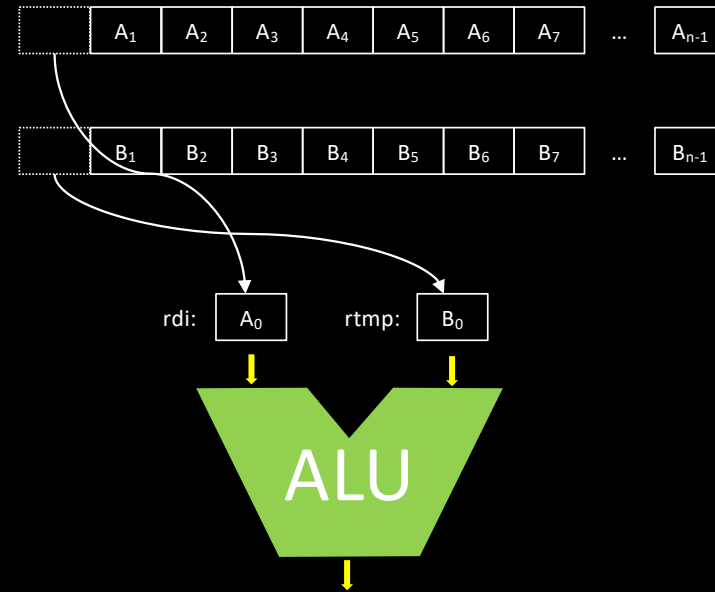 A₁ A₂ A₃ A₄ A₅ A₆ A₇ ... Aₙ₋₁
B₁ B₂ B₃ B₄ B₅ B₆ B₇ ... Bₙ₋₁
rdi: A₀ rtmp: B₀
ALU